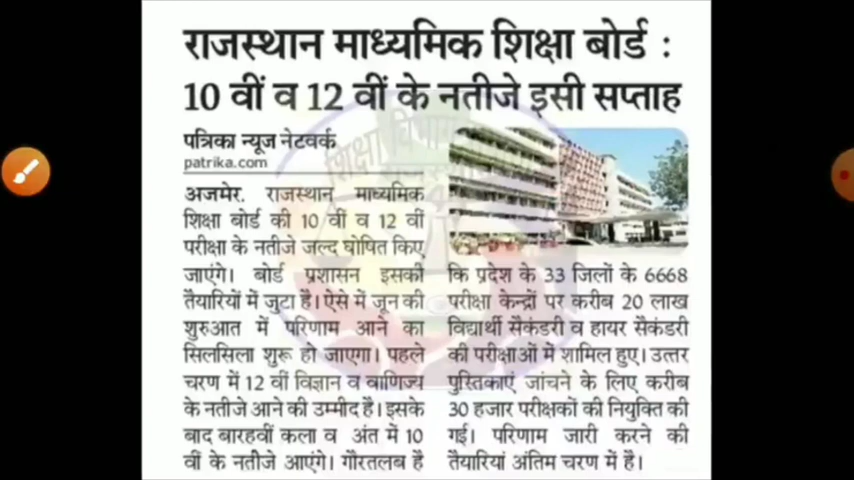 राजस्थान माध्यमिक शिक्षा बोर्ड :
10 वीं व 12 वीं के नतीजे इसी सप्ताह
पत्रिका न्यूज नेटवर्क
patrika.com
अजमेर. राजस्थान माध्यमिक
शिक्षा बोर्ड की 10 वीं व 12 वीं
परीक्षा के नतीजे जल्द घोषित किए
जाएंगे। बोर्ड प्रशासन इसकी
तैयारियों में जुटा है। ऐसे में जून की
शुरुआत में परिणाम आने का
सिलसिला शुरू हो जाएगा। पहले
चरण में 12 वीं विज्ञान व वाणिज्य
के नतीजे आने की उम्मीद है। इसके
बाद बारहवीं कला व अंत में 10
वीं के नतीजे आएंगे। गौरतलब है
कि प्रदेश के 33 जिलों के 6668
परीक्षा केन्द्रों पर करीब 20 लाख
विद्यार्थी सैकंडरी व हायर सैकंडरी
की परीक्षाओं में शामिल हुए। उत्तर
पुस्तिकाएं जांचने के लिए करीब
30 हजार परीक्षकों की नियुक्ति की
गई। परिणाम जारी करने की
तैयारियां अंतिम चरण में है।
शिक्षा विभाग